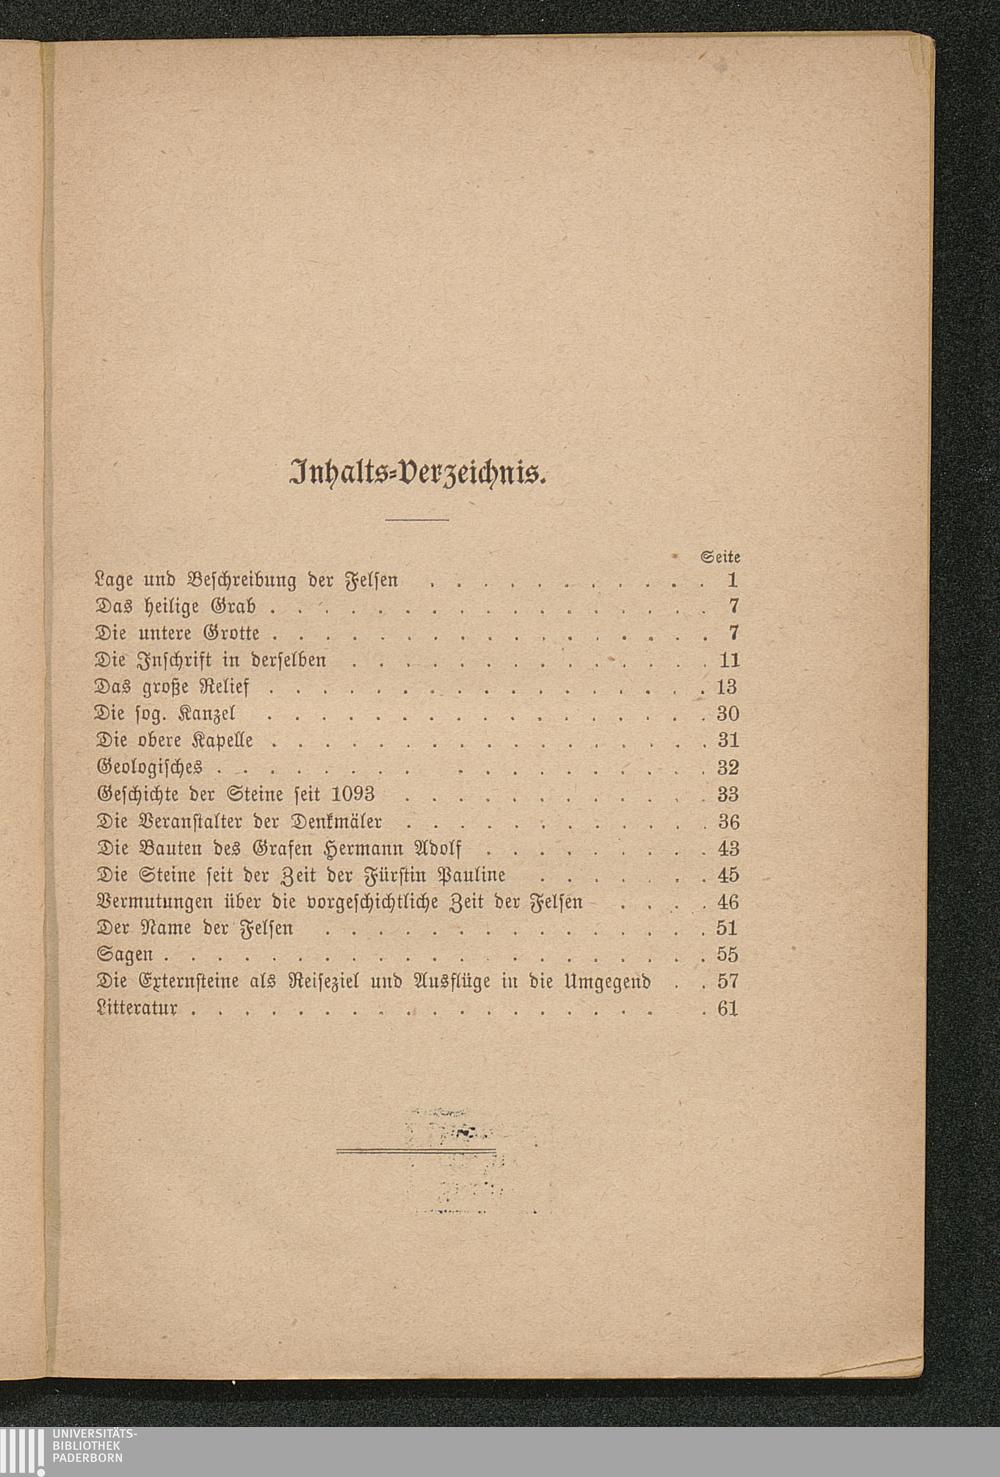 Inhalts-Verzeichnis.
Seite
Lage und Beschreibung der Felsen . . . . . . . . . . . 1
Das heilige Grab . . . . . . . . . . . . . . . . . 7
Die untere Grotte . . . . . . . . . . . . . . . . . 7
Die Inschrift in derselben . . . . . . . . . . . . . . 11
Das große Relief . . . . . . . . . . . . . . . . . 13
Die sog. Kanzel . . . . . . . . . . . . . . . . . 30
Die obere Kapelle . . . . . . . . . . . . . . . . . 31
Geologisches . . . . . . . . . . . . . . . . . . 32
Geschichte der Steine seit 1093 . . . . . . . . . . . . 33
Die Veranstalter der Denkmäler . . . . . . . . . . . . 36
Die Bauten des Grafen Hermann Adolf . . . . . . . . . 43
Die Steine seit der Zeit der Fürstin Pauline . . . . . . . 45
Vermutungen über die vorgeschichtliche Zeit der Felsen . . . . 46
Der Name der Felsen . . . . . . . . . . . . . . . 51
Sagen . . . . . . . . . . . . . . . . . . . . . 55
Die Externsteine als Reiseziel und Ausflüge in die Umgegend . . 57
Litteratur . . . . . . . . . . . . . . . . . . . 61
UNIVERSITÄTS-
BIBLIOTHEK
PADERBORN